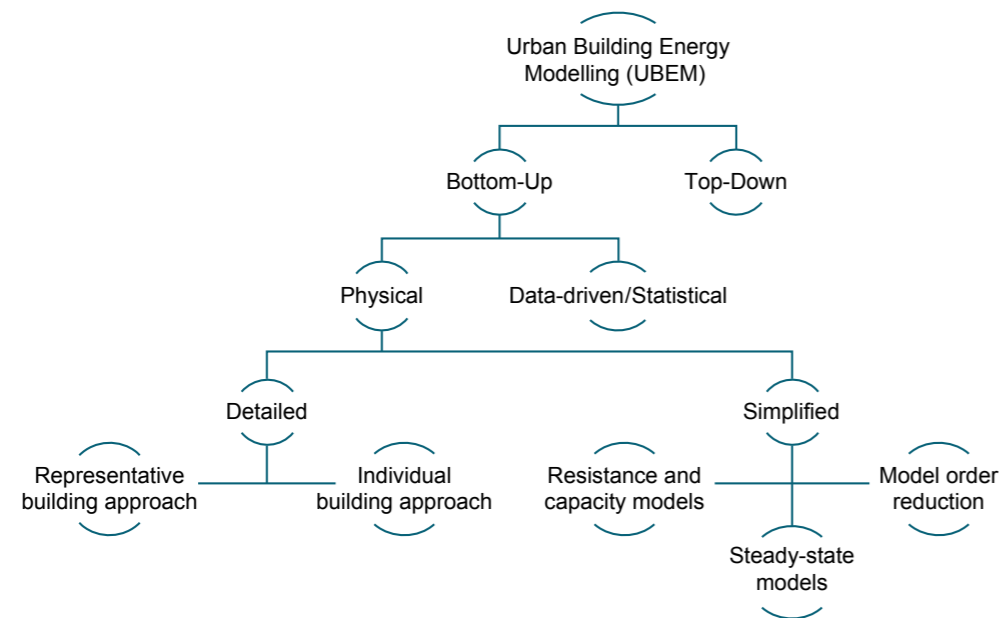 Urban Building Energy
Modelling (UBEM)
Bottom-Up
Top-Down
Physical
Data-driven/Statistical
Detailed
Simplified
Representative
building approach
Individual
building approach
Resistance and
capacity models
Model order
reduction
Steady-state
models